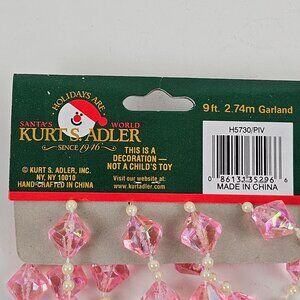 HOLIDAYS ARE
SANTA'S WORLD
KURT S. ADLER
SINCE 1946
THIS IS A
DECORATION —
NOT A CHILD'S TOY
© KURT S. ADLER, INC.
NY, NY 10010
HAND CRAFTED IN CHINA
Visit our website at:
www.kurtadler.com
9 ft. 2.74m Garland
H5730/PIV
0 86131 35296 6
MADE IN CHINA